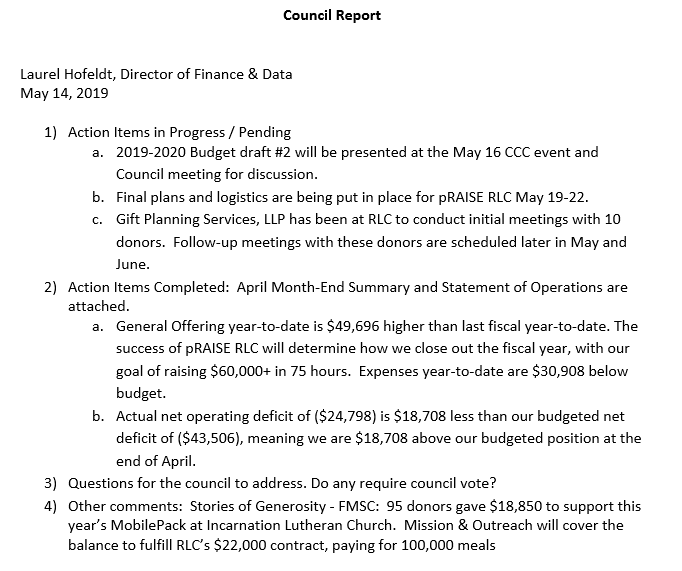 Council Report
Laurel Hofeldt, Director of Finance & Data
May 14, 2019
1) Action Items in Progress / Pending
a. 2019-2020 Budget draft #2 will be presented at the May 16 CCC event and
Council meeting for discussion.
b. Final plans and logistics are being put in place for pRAISE RLC May 19-22.
c. Gift Planning Services, LLP has been at RLC to conduct initial meetings with 10
donors. Follow-up meetings with these donors are scheduled later in May and
June.
2) Action Items Completed: April Month-End Summary and Statement of Operations are
attached.
a. General Offering year-to-date is $49,696 higher than last fiscal year-to-date. The
success of pRAISE RLC will determine how we close out the fiscal year, with our
goal of raising $60,000+ in 75 hours. Expenses year-to-date are $30,908 below
budget.
b. Actual net operating deficit of ($24,798) is $18,708 less than our budgeted net
deficit of ($43,506), meaning we are $18,708 above our budgeted position at the
end of April.
3) Questions for the council to address. Do any require council vote?
4) Other comments: Stories of Generosity - FMSC: 95 donors gave $18,850 to support this
year's MobilePack at Incarnation Lutheran Church. Mission & Outreach will cover the
balance to fulfill RLC's $22,000 contract, paying for 100,000 meals